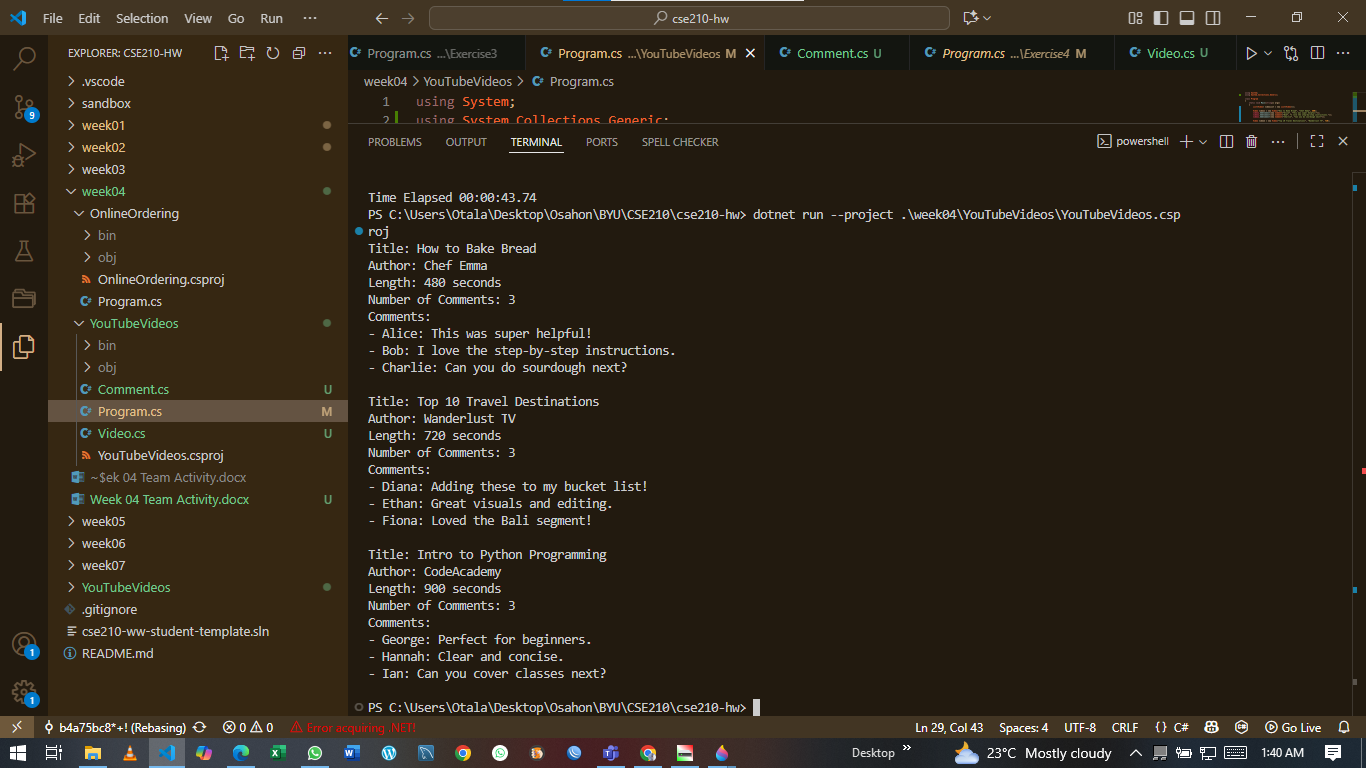 File Edit Selection View Go Run ··· cse210-hw
EXPLORER: CSE210-HW
.vscode
sandbox
week01
week02
week03
week04
OnlineOrdering
bin
obj
OnlineOrdering.csproj
Program.cs
YouTubeVideos
bin
obj
Comment.cs U
Program.cs M
Video.cs U
YouTubeVideos.csproj
~$ek 04 Team Activity.docx
Week 04 Team Activity.docx U
week05
week06
week07
YouTubeVideos
.gitignore
cse210-ww-student-template.sln
README.md
9
1
1
Program.cs ...\Exercise3 Program.cs ...\YouTubeVideos M Comment.cs U Program.cs ...\Exercise4 M Video.cs U
week04 > YouTubeVideos > Program.cs
1 using System;
2 using System.Collections.Generic;
PROBLEMS OUTPUT TERMINAL PORTS SPELL CHECKER powershell
Time Elapsed 00:00:43.74
PS C:\Users\Otala\Desktop\Osahon\BYU\CSE210\cse210-hw> dotnet run --project .\week04\YouTubeVideos\YouTubeVideos.csp
roj
Title: How to Bake Bread
Author: Chef Emma
Length: 480 seconds
Number of Comments: 3
Comments:
- Alice: This was super helpful!
- Bob: I love the step-by-step instructions.
- Charlie: Can you do sourdough next?
Title: Top 10 Travel Destinations
Author: Wanderlust TV
Length: 720 seconds
Number of Comments: 3
Comments:
- Diana: Adding these to my bucket list!
- Ethan: Great visuals and editing.
- Fiona: Loved the Bali segment!
Title: Intro to Python Programming
Author: CodeAcademy
Length: 900 seconds
Number of Comments: 3
Comments:
- George: Perfect for beginners.
- Hannah: Clear and concise.
- Ian: Can you cover classes next?
PS C:\Users\Otala\Desktop\Osahon\BYU\CSE210\cse210-hw>
b4a75bc8*+! (Rebasing) 0 0 Error acquiring .NET! Ln 29, Col 43 Spaces: 4 UTF-8 CRLF {} C# Go Live
Desktop » 23°C Mostly cloudy 1:40 AM